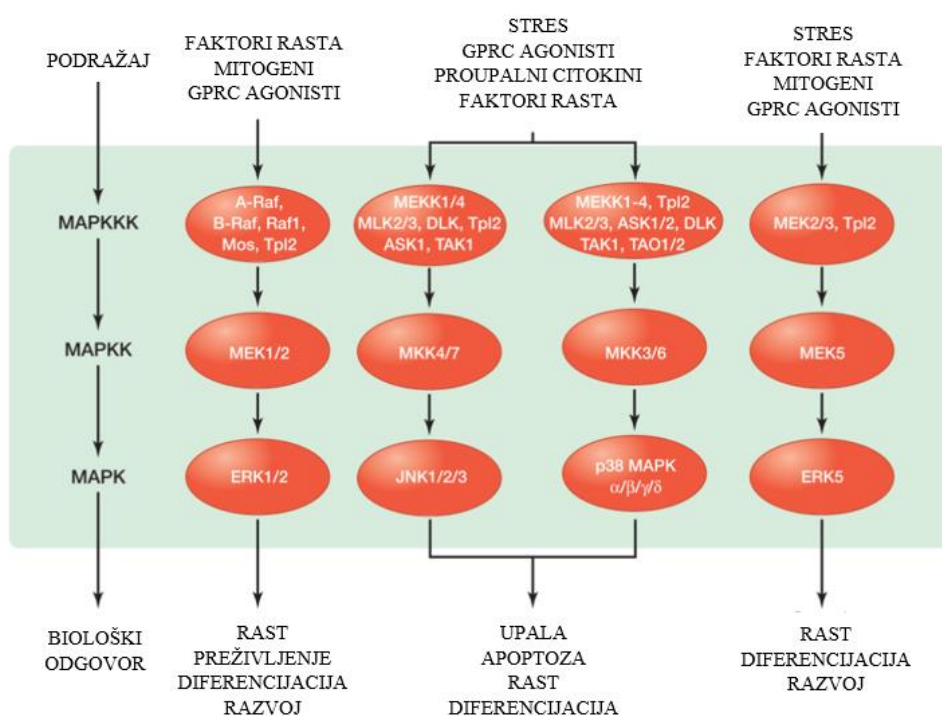 PODRAŽAJ
FAKTORI RASTA
MITOGENI
GPRC AGONISTI
STRES
GPRC AGONISTI
PROUPALNI CITOKINI
FAKTORI RASTA
STRES
FAKTORI RASTA
MITOGENI
GPRC AGONISTI
MAPKKK
A-Raf,
B-Raf, Raf1,
Mos, Tpl2
MEKK1/4
MLK2/3, DLK, Tpl2
ASK1, TAK1
MEKK1-4, Tpl2
MLK2/3, ASK1/2, DLK
TAK1, TAO1/2
MEK2/3, Tpl2
MAPKK
MEK1/2
MKK4/7
MKK3/6
MEK5
MAPK
ERK1/2
JNK1/2/3
p38 MAPK
α/β/γ/δ
ERK5
BIOLOŠKI
ODGOVOR
RAST
PREŽIVLJENJE
DIFERENCIJACIJA
RAZVOJ
UPALA
APOPTOZA
RAST
DIFERENCIJACIJA
RAST
DIFERENCIJACIJA
RAZVOJ